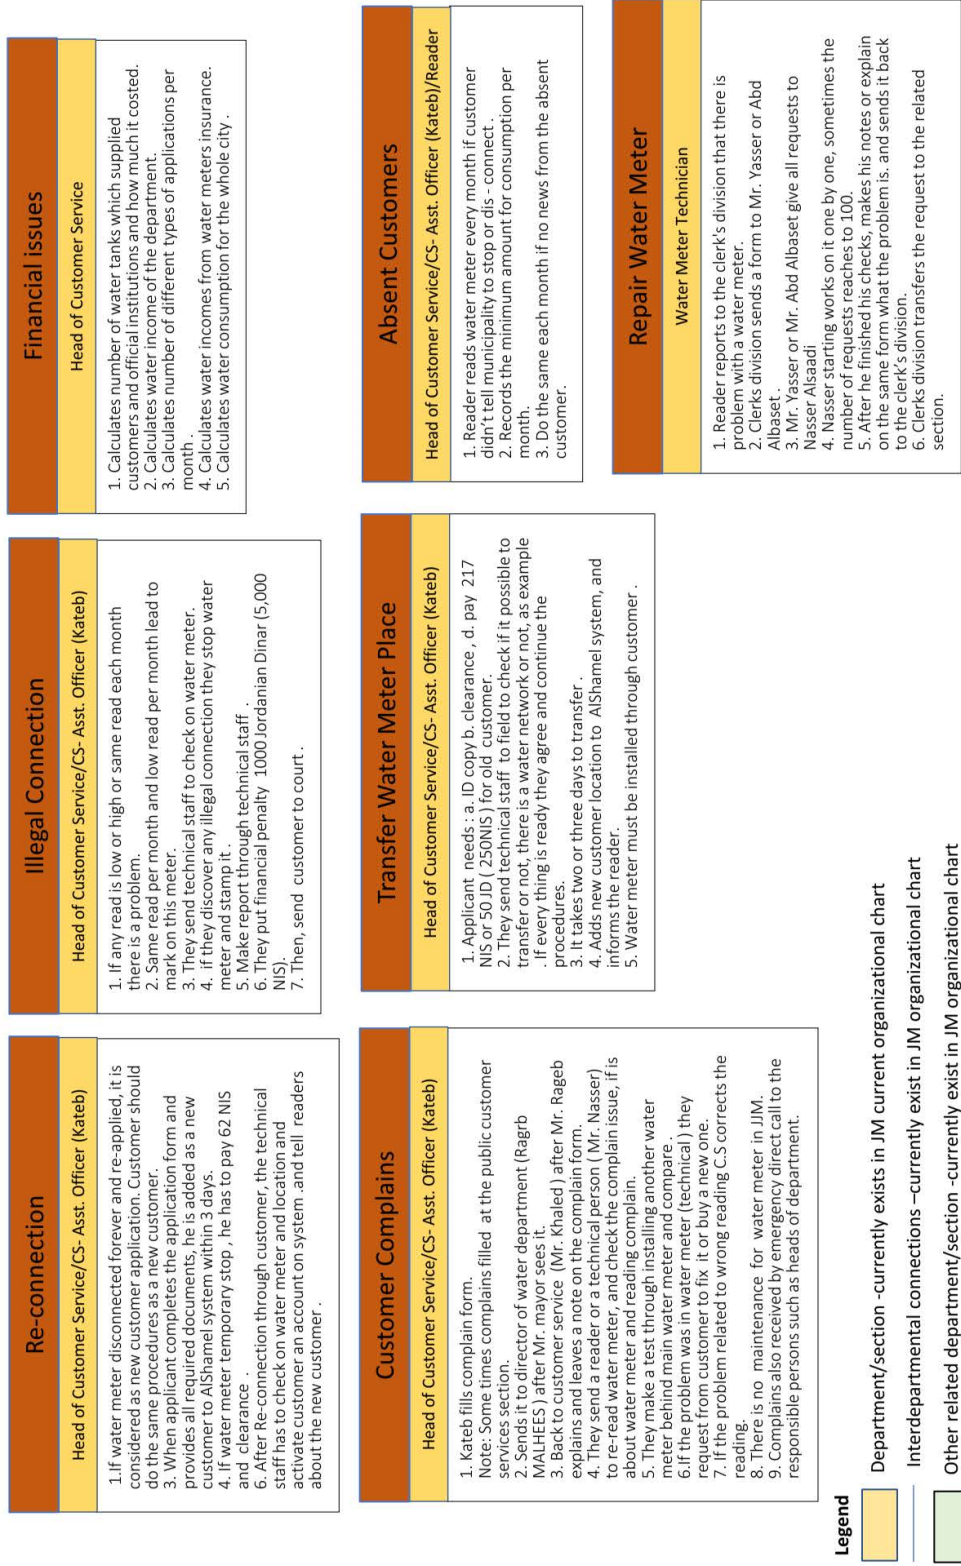 Re-connection
Head of Customer Service/CS- Asst. Officer (Kateb)
1.If water meter disconnected forever and re-applied, it is
considered as new customer application. Customer should
do the same procedures as a new customer.
3. When applicant completes the application form and
provides all required documents, he is added as a new
customer to AlShamel system within 3 days.
4. If water meter temporary stop , he has to pay 62 NIS
and clearance .
6. After Re-connection through customer, the technical
staff has to check on water meter and location and
activate customer an account on system .and tell readers
about the new customer .
Illegal Connection
Head of Customer Service/CS- Asst. Officer (Kateb)
1. If any read is low or high or same read each month
there is a problem.
2. Same read per month and low read per month lead to
mark on this meter.
3. They send technical staff to check on water meter.
4. if they discover any illegal connection they stop water
meter and stamp it .
5. Make report through technical staff .
6. They put financial penalty 1000 Jordanian Dinar (5,000
NIS).
7. Then, send customer to court .
Financial issues
Head of Customer Service
1. Calculates number of water tanks which supplied
customers and official institutions and how much it costed.
2. Calculates water income of the department.
3. Calculates number of different types of applications per
month .
4. Calculates water incomes from water meters insurance.
5. Calculates water consumption for the whole city .
Customer Complains
Head of Customer Service/CS- Asst. Officer (Kateb)
1. Kateb fills complain form.
Note: Some times complains filled at the public customer
services section.
2. Sends it to director of water department (Ragrb
MALHEES ) after Mr. mayor sees it.
3. Back to customer service (Mr. Khaled ) after Mr. Rageb
explains and leaves a note on the complain form.
4. They send a reader or a technical person ( Mr. Nasser)
to re-read water meter, and check the complain issue, if is
about water meter and reading complain.
5. They make a test through installing another water
meter behind main water meter and compare .
6.If the problem was in water meter (technical ) they
request from customer to fix it or buy a new one.
7. If the problem related to wrong reading C.S corrects the
reading.
8. There is no maintenance for water meter in JJM.
9. Complains also received by emergency direct call to the
responsible persons such as heads of department.
Transfer Water Meter Place
Head of Customer Service/CS- Asst. Officer (Kateb)
1. Applicant needs : a. ID copy b. clearance , d. pay 217
NIS or 50 JD ( 250NIS ) for old customer.
2. They send technical staff to field to check if it possible to
transfer or not, there is a water network or not, as example
. If every thing is ready they agree and continue the
procedures.
3. It takes two or three days to transfer .
4. Adds new customer location to AlShamel system, and
informs the reader.
5. Water meter must be installed through customer .
Absent Customers
Head of Customer Service/CS- Asst. Officer (Kateb)/Reader
1. Reader reads water meter every month if customer
didn't tell municipality to stop or dis - connect .
2. Records the minimum amount for consumption per
month.
3. Do the same each month if no news from the absent
customer.
Repair Water Meter
Water Meter Technician
1. Reader reports to the clerk's division that there is
problem with a water meter.
2. Clerks division sends a form to Mr. Yasser or Abd
Albaset .
3. Mr. Yasser or Mr. Abd Albaset give all requests to
Nasser Alsaadi
4. Nasser starting works on it one by one, sometimes the
number of requests reaches to 100.
5. After he finished his checks, makes his notes or explain
on the same form what the problem is. and sends it back
to the clerk's division.
6. Clerks division transfers the request to the related
section.
Legend
Department/section -currently exists in JM current organizational chart
Interdepartmental connections –currently exist in JM organizational chart
Other related department/section -currently exist in JM organizational chart